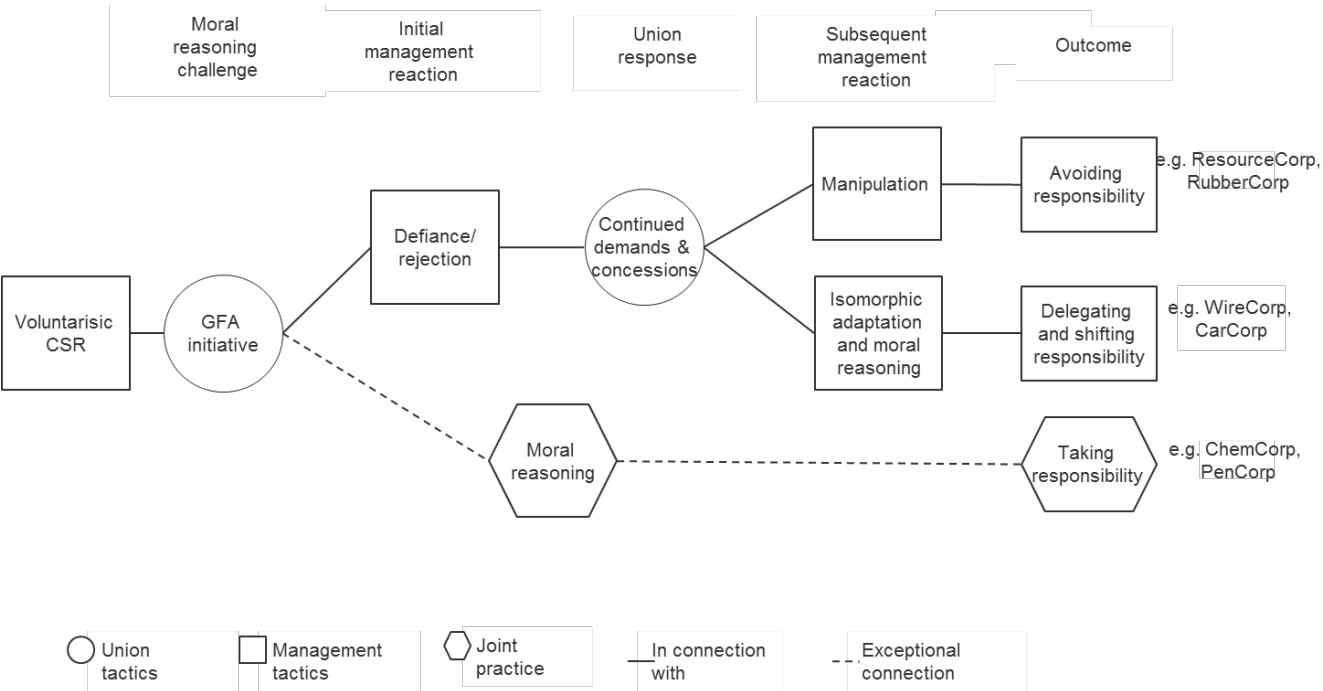 Moral
reasoning
challenge
Initial
management
reaction
Union
response
Subsequent
management
reaction
Outcome
Voluntarisic
CSR
GFA
initiative
Defiance/
rejection
Continued
demands &
concessions
Manipulation
Avoiding
responsibility
e.g. ResourceCorp,
RubberCorp
Isomorphic
adaptation
and moral
reasoning
Delegating
and shifting
responsibility
e.g. WireCorp,
CarCorp
Moral
reasoning
Taking
responsibility
e.g. ChemCorp,
PenCorp
Union
tactics
Management
tactics
Joint
practice
In connection
with
Exceptional
connection